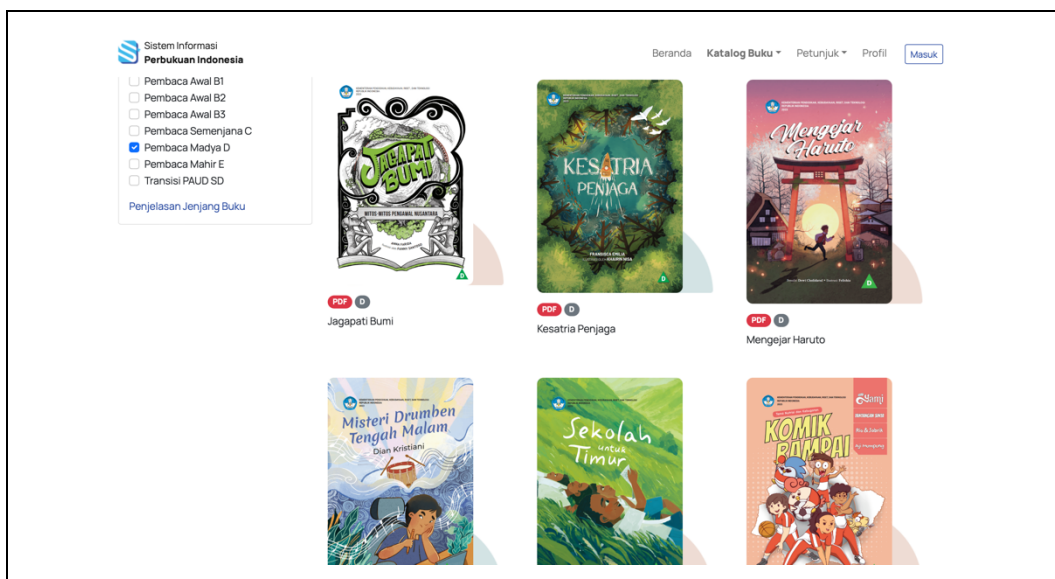 Sistem Informasi
Perbukuan Indonesia
Beranda Katalog Buku Petunjuk Profil Masuk
Pembaca Awal B1
Pembaca Awal B2
Pembaca Awal B3
Pembaca Semenjana C
Pembaca Madya D
Pembaca Mahir E
Transisi PAUD SD
Penjelasan Jenjang Buku
JAGAPATI
BUMI
MITOS-MITOS PENGAWAL NUSANTARA
D
PDF D
Jagapati Bumi
KESATRIA
PENJAGA
FRANSISCA EMILIA
D
PDF D
Kesatria Penjaga
Mengejar
Haruto
D
PDF D
Mengejar Haruto
Misteri Drumben
Tengah Malam
Dian Kristiani
Sekolah
untuk
Timur
KOMIK
RAMPAI